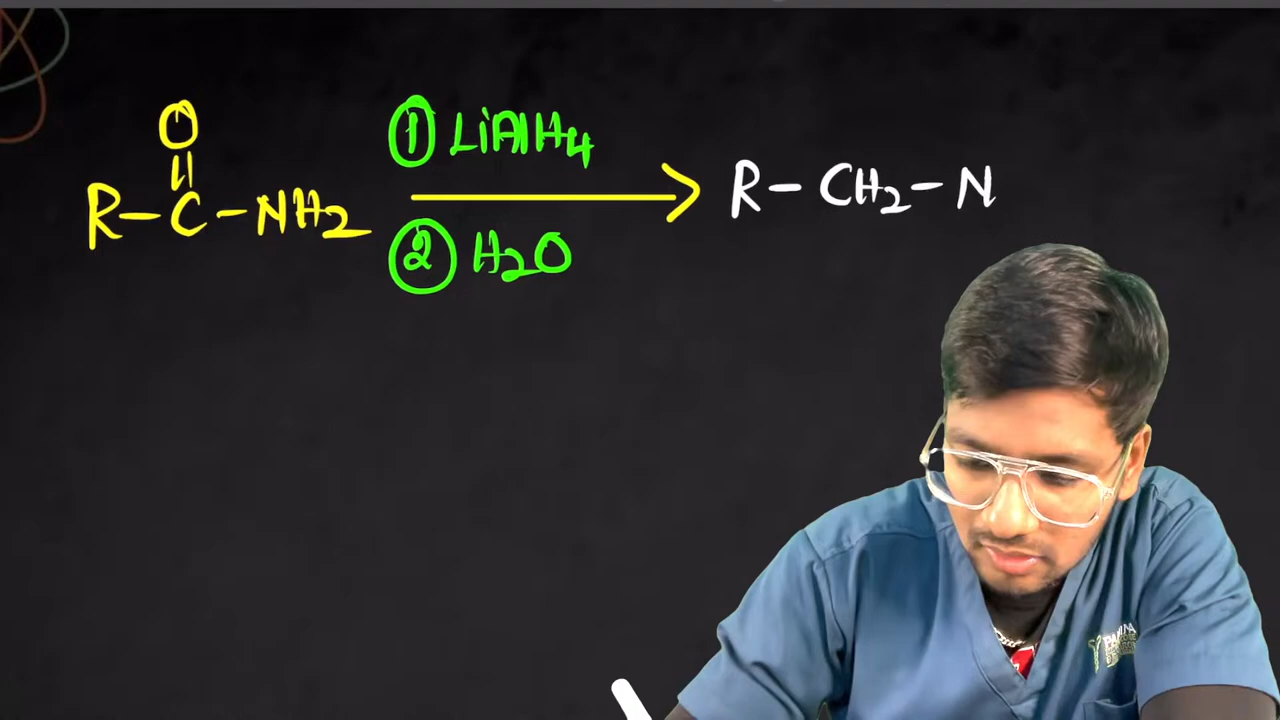 O
||
R-C-NH2 ① LiAlH4 ② H2O → R-CH2-N